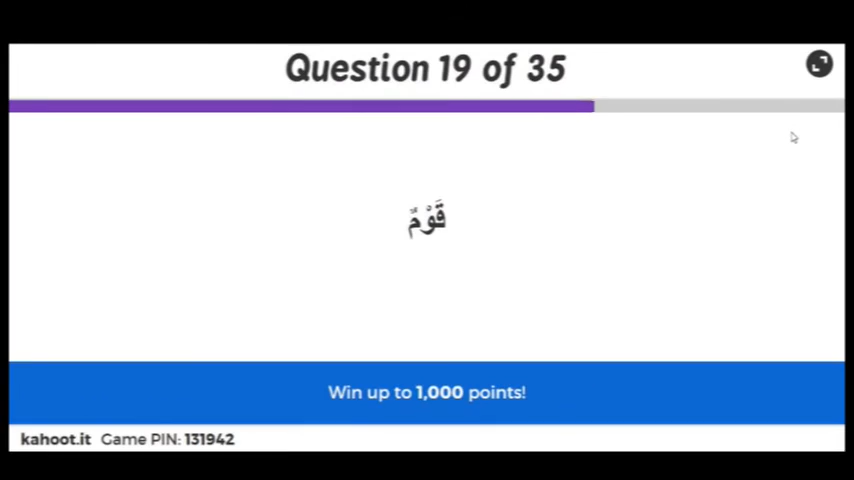 Question 19 of 35
قَوْمٌ
Win up to 1,000 points!
kahoot.it Game PIN: 131942